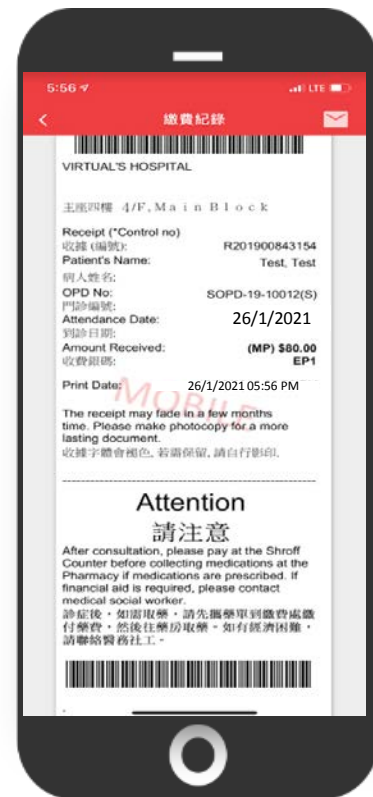 5:56
LTE
繳費紀錄
VIRTUAL'S HOSPITAL
主座四樓 4/F, Main Block
Receipt (*Control no)
收據 (編號): R201900843154
Patient's Name: Test, Test
病人姓名:
OPD No: SOPD-19-10012(S)
門診編號:
Attendance Date: 26/1/2021
到診日期:
Amount Received: (MP) $80.00
收費銀碼: EP1
Print Date: 26/1/2021 05:56 PM
MOBILE
The receipt may fade in a few months
time. Please make photocopy for a more
lasting document.
收據字體會褪色, 若需保留, 請自行影印.
Attention
請注意
After consultation, please pay at the Shroff
Counter before collecting medications at the
Pharmacy if medications are prescribed. If
financial aid is required, please contact
medical social worker.
診症後，如需取藥，請先攜藥單到繳費處繳
付藥費，然後往藥房取藥。如有經濟困難，
請聯絡醫務社工。